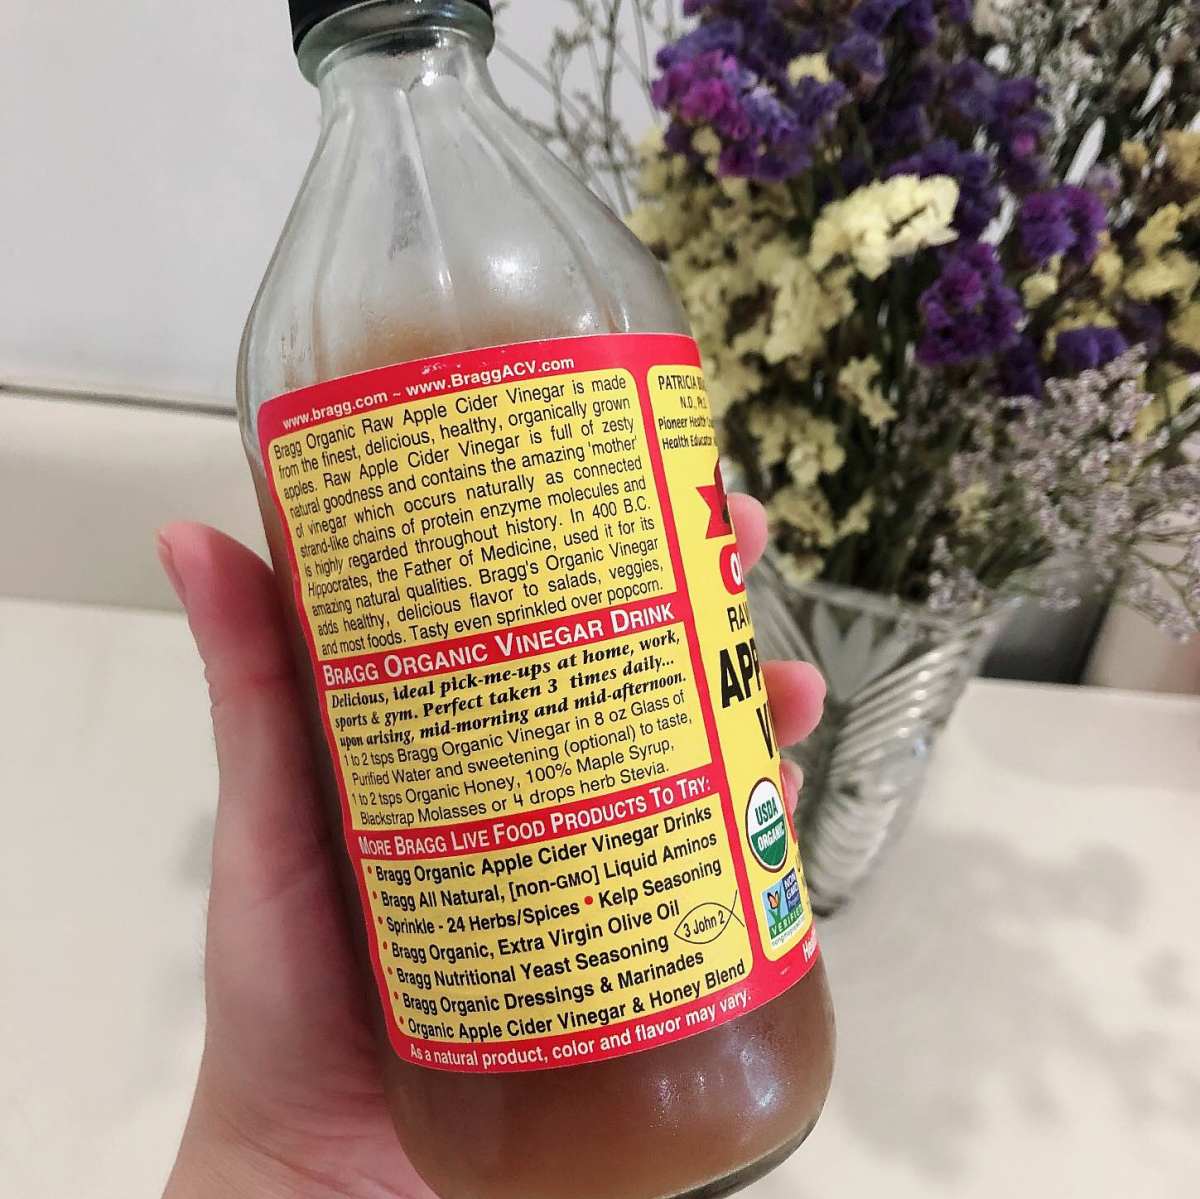 www.bragg.com ~ www.BraggACV.com
Bragg Organic Raw Apple Cider Vinegar is made
from the finest, delicious, healthy, organically grown
apples. Raw Apple Cider Vinegar is full of zesty
natural goodness and contains the amazing 'mother'
of vinegar which occurs naturally as connected
strand-like chains of protein enzyme molecules and
is highly regarded throughout history. In 400 B.C.
Hippocrates, the Father of Medicine, used it for its
amazing natural qualities. Bragg's Organic Vinegar
adds healthy, delicious flavor to salads, veggies,
and most foods. Tasty even sprinkled over popcorn.
BRAGG ORGANIC VINEGAR DRINK
Delicious, ideal pick-me-ups at home, work,
sports & gym. Perfect taken 3 times daily...
upon arising, mid-morning and mid-afternoon.
1 to 2 tsps Bragg Organic Vinegar in 8 oz Glass of
Purified Water and sweetening (optional) to taste,
1 to 2 tsps Organic Honey, 100% Maple Syrup,
Blackstrap Molasses or 4 drops herb Stevia.
MORE BRAGG LIVE FOOD PRODUCTS TO TRY:
• Bragg Organic Apple Cider Vinegar Drinks
• Bragg All Natural, [non-GMO] Liquid Aminos
• Sprinkle - 24 Herbs/Spices • Kelp Seasoning
• Bragg Organic, Extra Virgin Olive Oil
• Bragg Nutritional Yeast Seasoning
3 John 2
• Bragg Organic Dressings & Marinades
• Organic Apple Cider Vinegar & Honey Blend
As a natural product, color and flavor may vary.
PATRICIA
N.D., Ph.
Pioneer Health
Health Educator
RAW
APP
V
USDA
ORGANIC
NON
GMO
VERIFIED